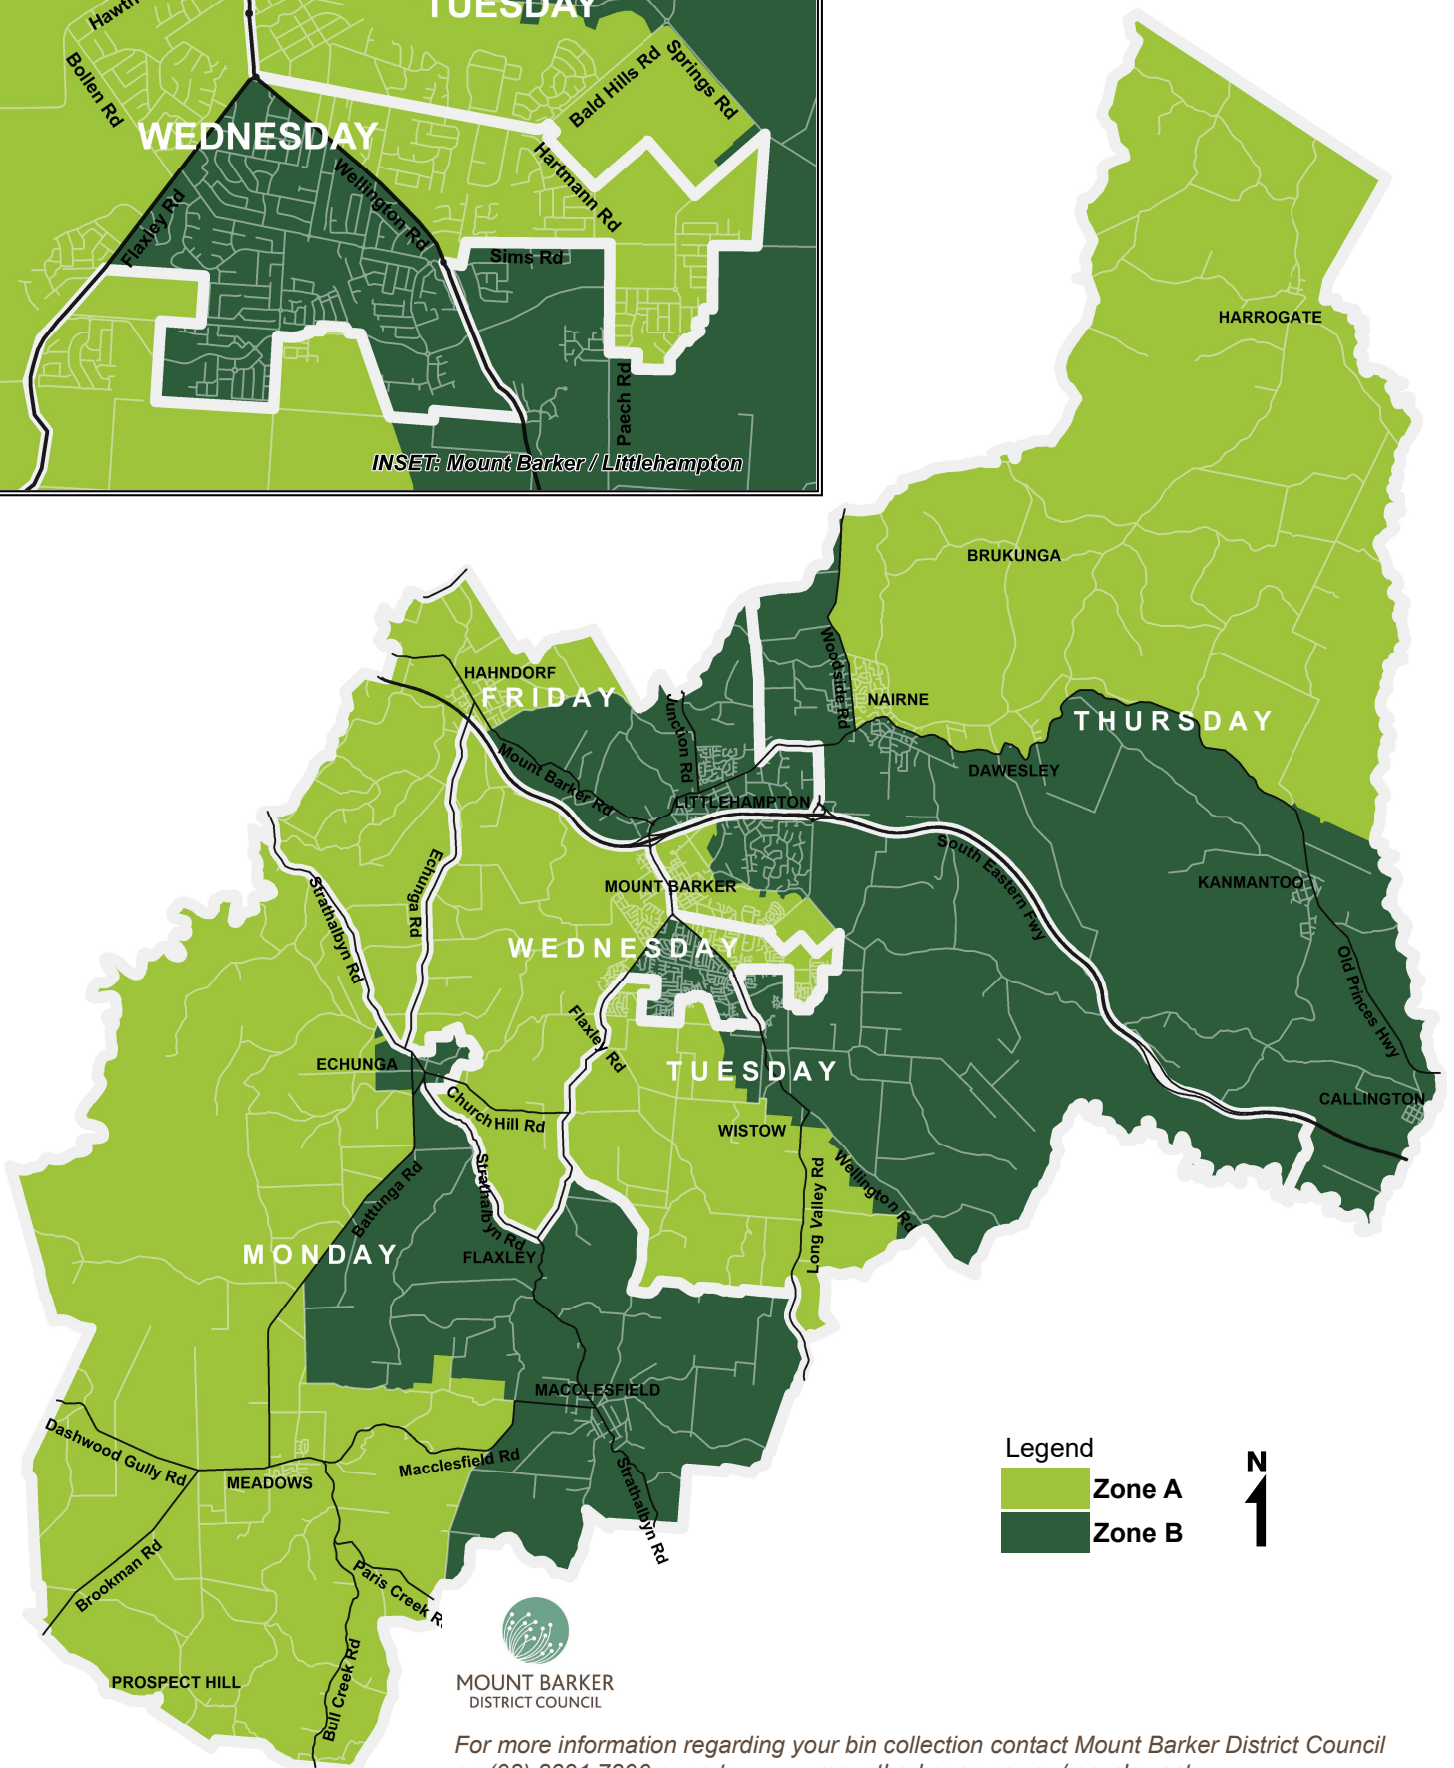 TUESDAY
Bollen Rd
Bald Hills Rd
Springs Rd
WEDNESDAY
Wellington Rd
Hartmann Rd
Flaxley Rd
Sims Rd
Paech Rd
INSET: Mount Barker / Littlehampton
HARROGATE
BRUKUNGA
HAHNDORF
FRIDAY
Woodside Rd
NAIRNE
THURSDAY
Junction Rd
Mount Barker Rd
DAWESLEY
LITTLEHAMPTON
South Eastern Fwy
Echunga Rd
MOUNT BARKER
KANMANTOO
Strathalbyn Rd
WEDNESDAY
Old Princes Hwy
Flaxley Rd
ECHUNGA
TUESDAY
CALLINGTON
Church Hill Rd
WISTOW
Battunga Rd
Strathalbyn Rd
Long Valley Rd
Wellington Rd
MONDAY
FLAXLEY
MACCLESFIELD
Dashwood Gully Rd
Macclesfield Rd
MEADOWS
Strathalbyn Rd
Legend
Zone A
Zone B
N
Brookman Rd
Paris Creek R
PROSPECT HILL
Bull Creek Rd
MOUNT BARKER
DISTRICT COUNCIL
For more information regarding your bin collection contact Mount Barker District Council